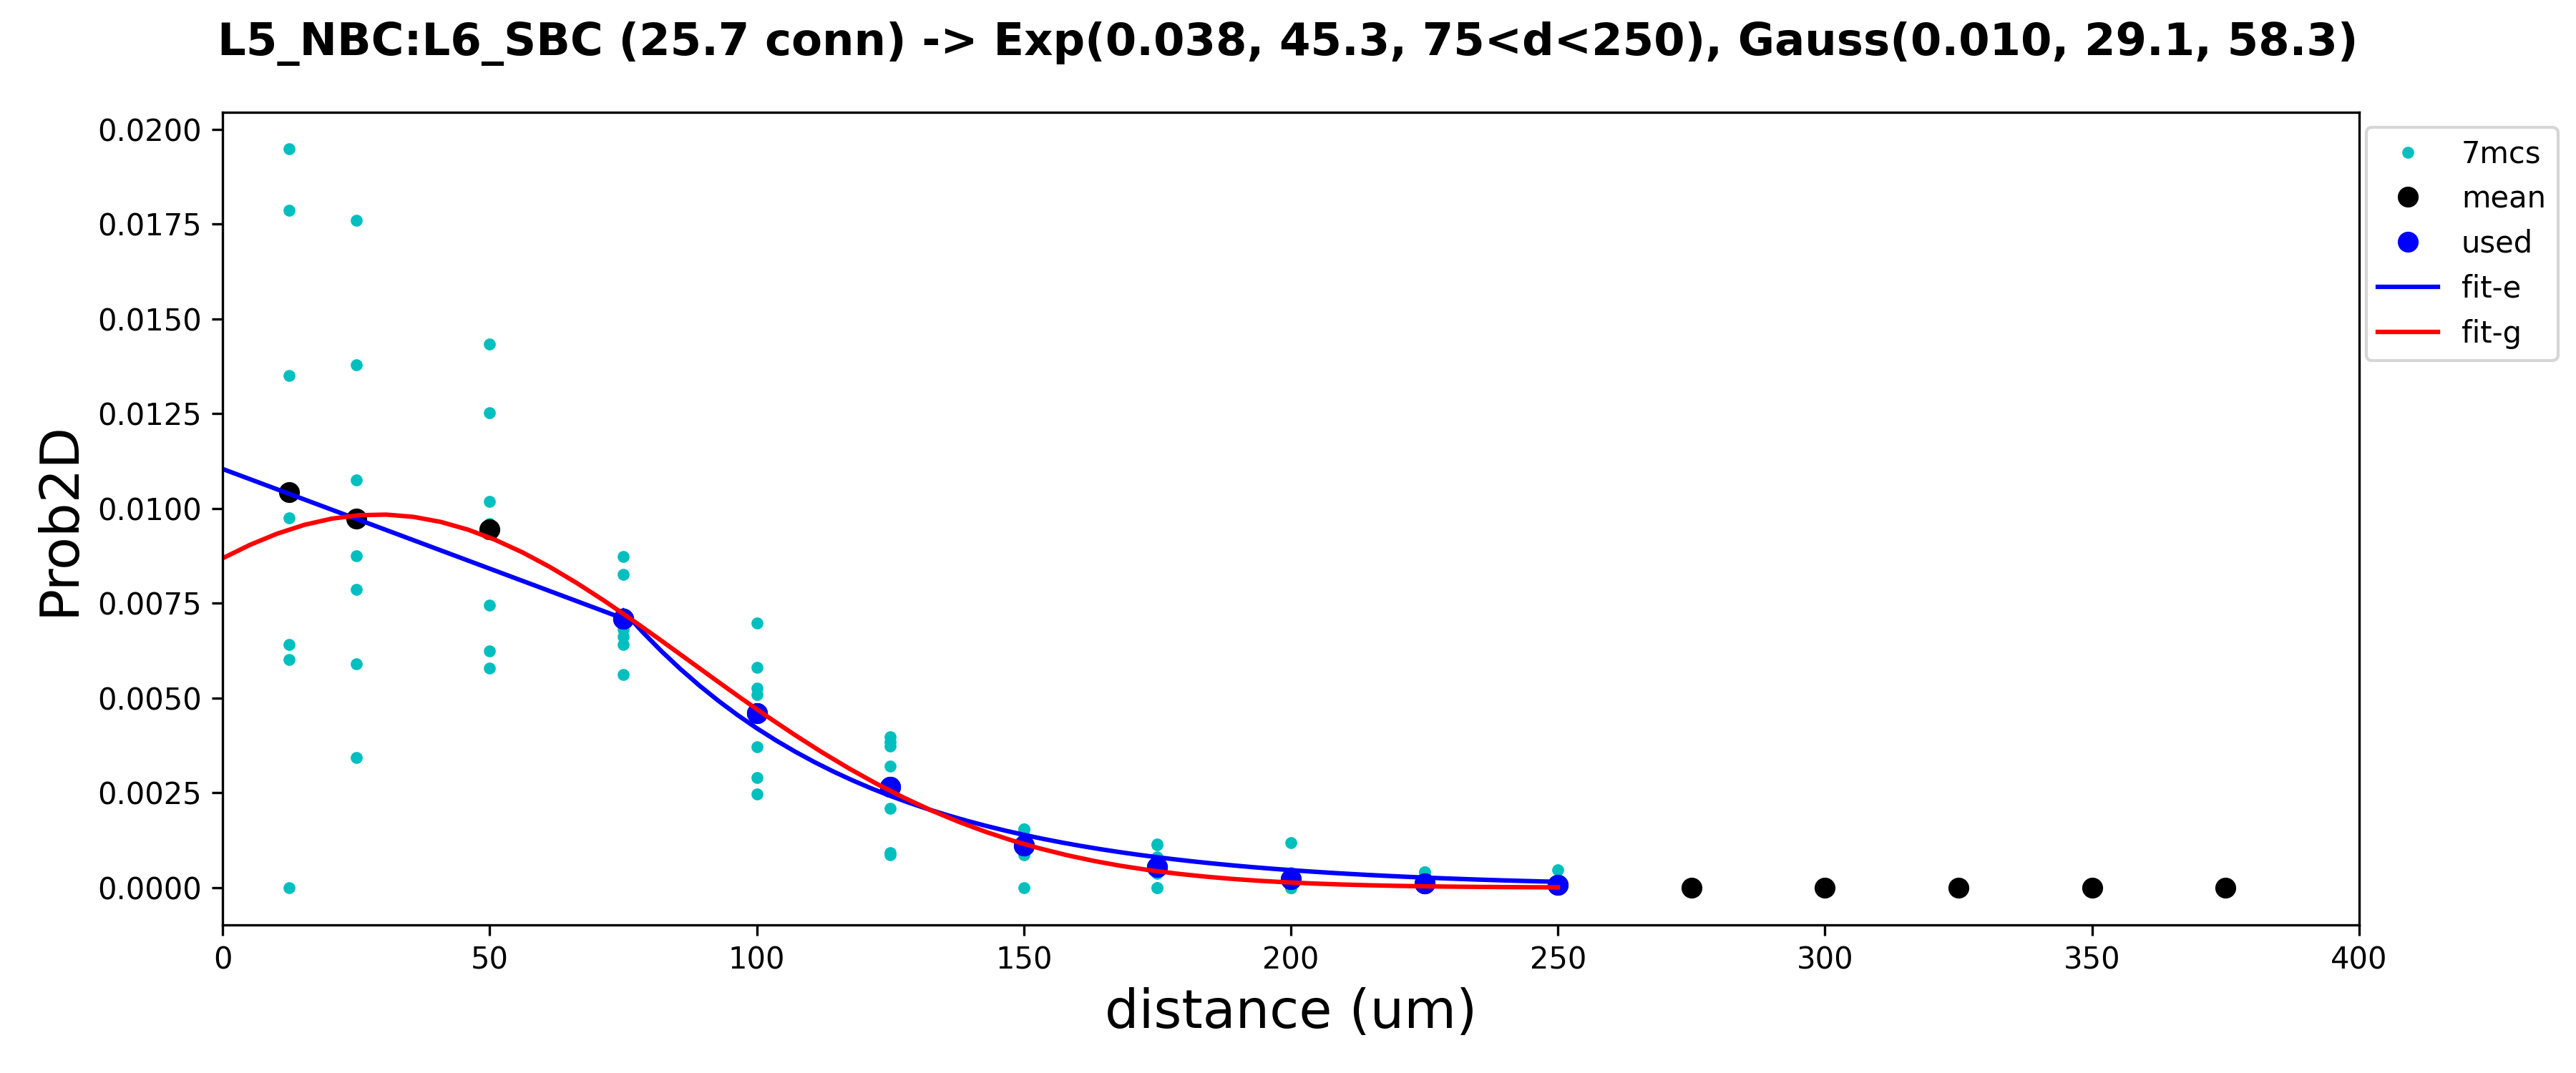 L5_NBC:L6_SBC (25.7 conn) -> Exp(0.038, 45.3, 75<d<250), Gauss(0.010, 29.1, 58.3)
0.0200
0.0175
0.0150
0.0125
0.0100
0.0075
0.0050
0.0025
0.0000
Prob2D
0 50 100 150 200 250 300 350 400
distance (um)
7mcs
mean
used
fit-e
fit-g